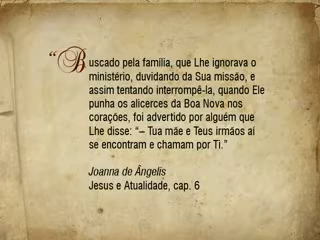 “Buscado pela família, que Lhe ignorava o
ministério, duvidando da Sua missão, e
assim tentando interrompê-la, quando Ele
punha os alicerces da Boa Nova nos
corações, foi advertido por alguém que
Lhe disse: “– Tua mãe e Teus irmãos aí
se encontram e chamam por Ti.”
Joanna de Ângelis
Jesus e Atualidade, cap. 6